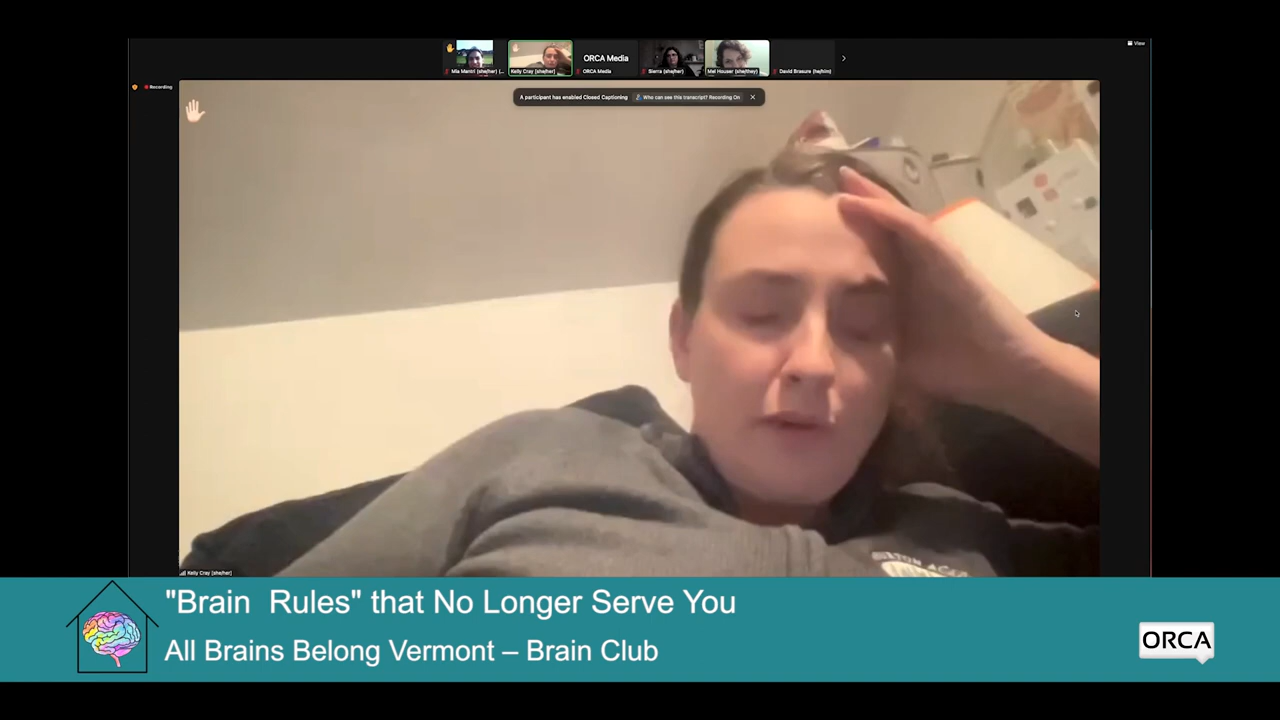 View
Mia Mantri (she/her) (...
Kelly Cray (she/her)
ORCA Media
ORCA Media
Sierra (she/her)
Mel Houser (she/they)
David Brasure (he/him)
Recording
A participant has enabled Closed Captioning
Who can see this transcript? Recording On
Kelly Cray (she/her)
"Brain Rules" that No Longer Serve You
All Brains Belong Vermont – Brain Club
ORCA